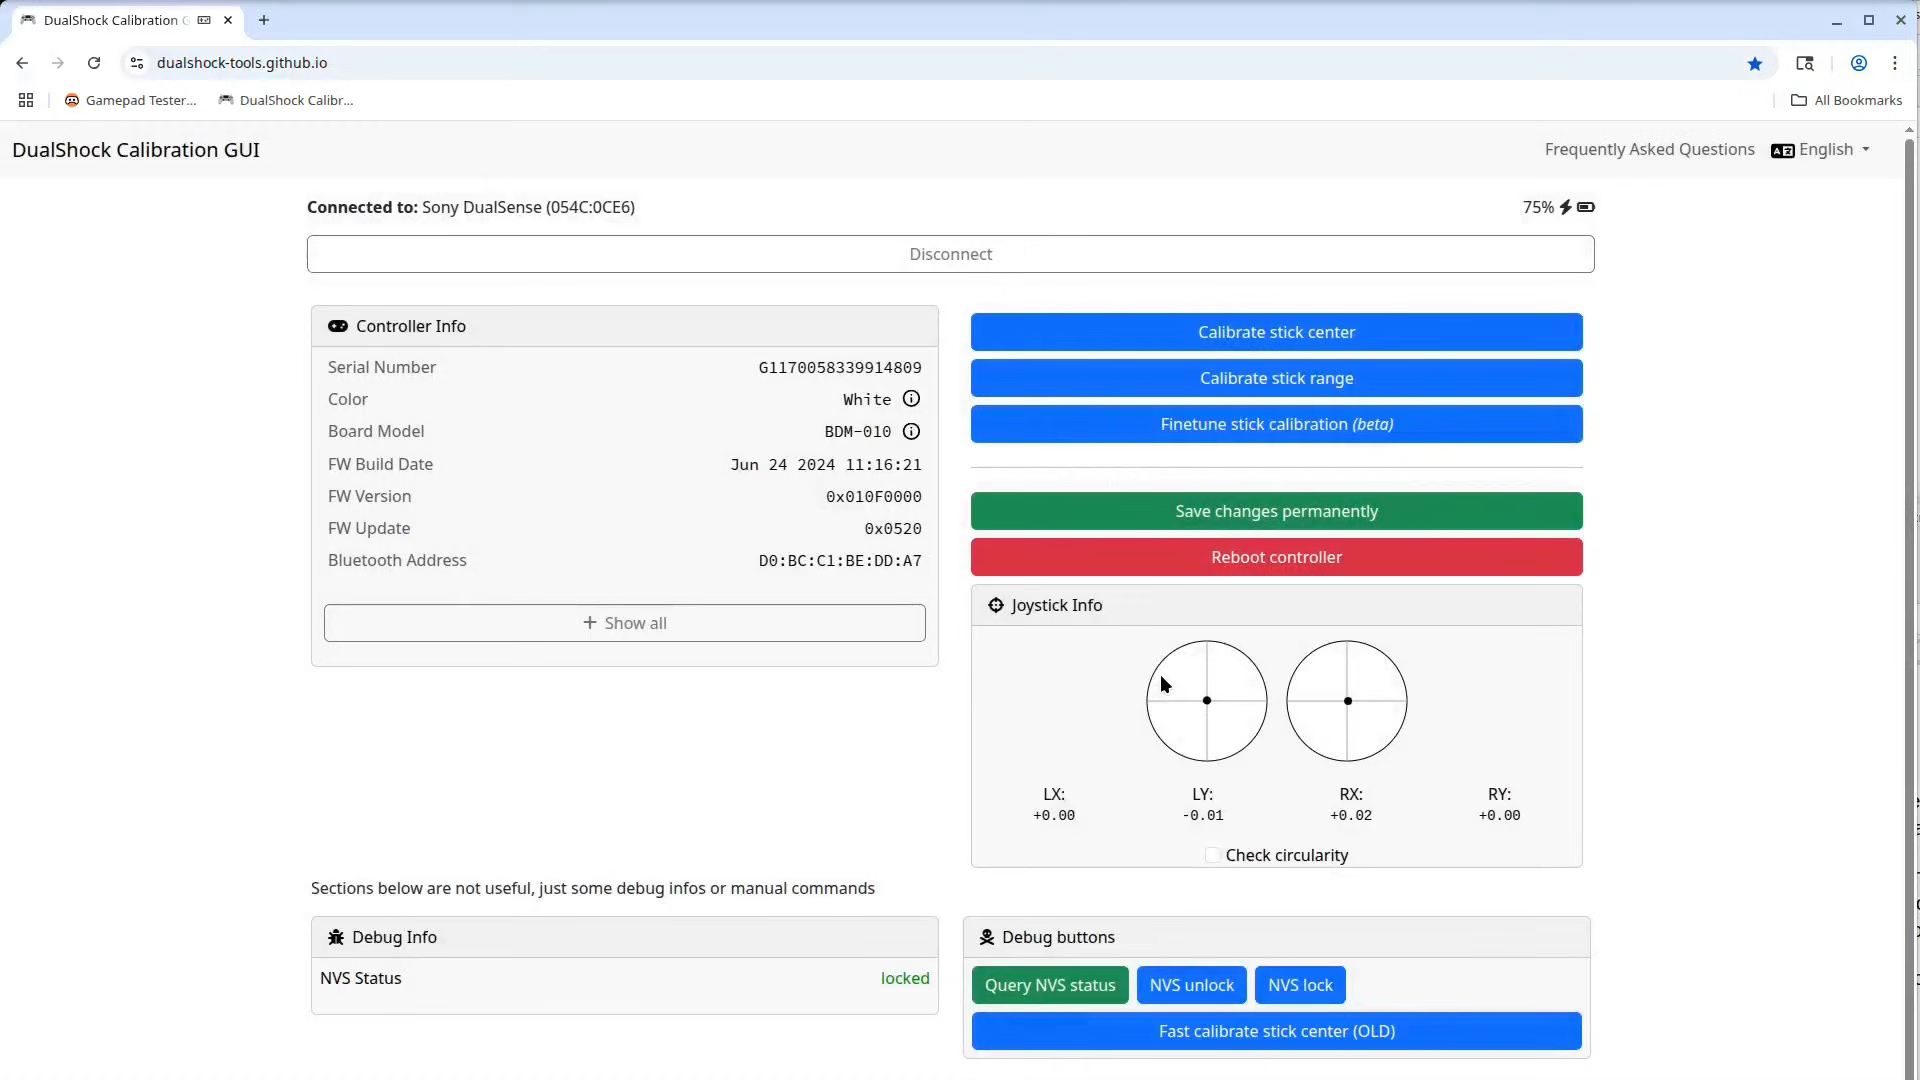 DualShock Calibration G
dualshock-tools.github.io
Gamepad Tester...
DualShock Calibr...
All Bookmarks
DualShock Calibration GUI
Frequently Asked Questions
English
Connected to: Sony DualSense (054C:0CE6)
75%
Disconnect
Controller Info
Serial Number G1170058339914809
Color White
Board Model BDM-010
FW Build Date Jun 24 2024 11:16:21
FW Version 0x010F0000
FW Update 0x0520
Bluetooth Address D0:BC:C1:BE:DD:A7
+ Show all
Calibrate stick center
Calibrate stick range
Finetune stick calibration (beta)
Save changes permanently
Reboot controller
Joystick Info
LX: LY: RX: RY:
+0.00 -0.01 +0.02 +0.00
Check circularity
Sections below are not useful, just some debug infos or manual commands
Debug Info
NVS Status locked
Debug buttons
Query NVS status NVS unlock NVS lock
Fast calibrate stick center (OLD)